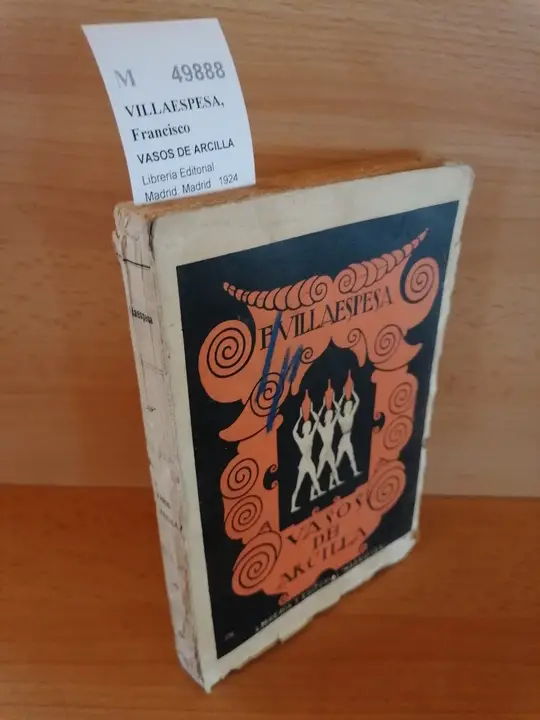 M 49888
VILLAESPESA,
Francisco
VASOS DE ARCILLA
Libreria Editorial
Madrid. Madrid 1924
F. VILLAESPESA
VASOS
DE
ARCILLA